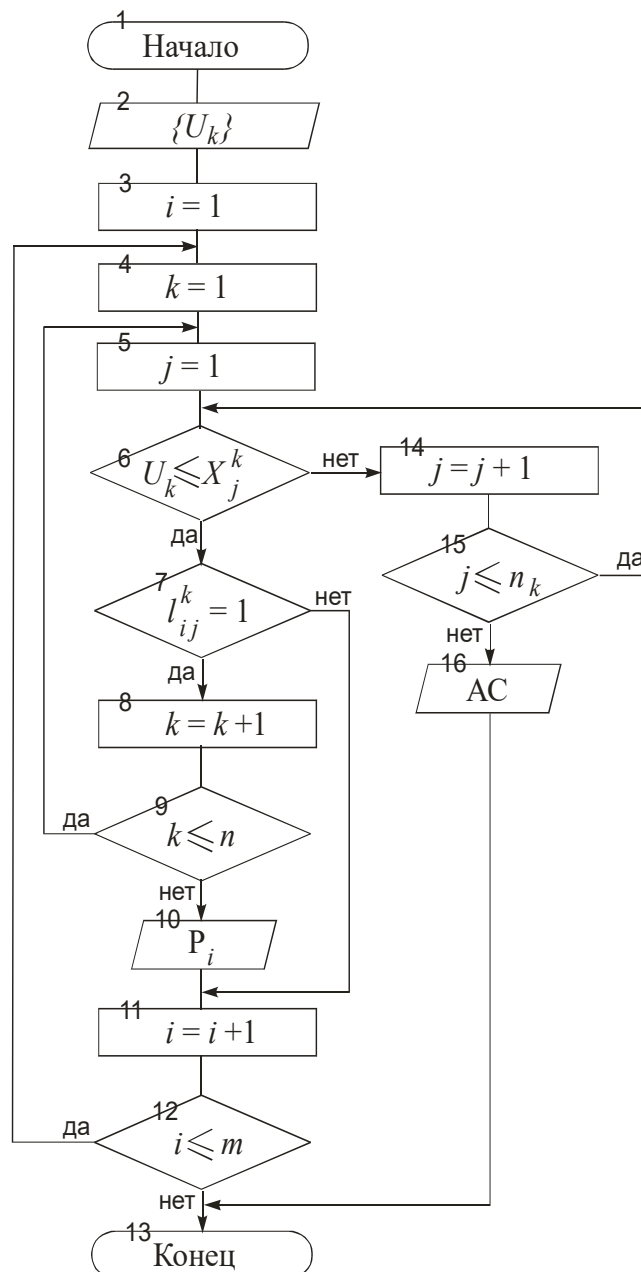 1
Начало
2
{U_k}
3
i = 1
4
k = 1
5
j = 1
6
U_k ⩽ X_j^k
нет
14
j = j + 1
да
15
j ⩽ n_k
да
7
l_ij^k = 1
нет
нет
16
АС
да
8
k = k +1
9
k ⩽ n
да
нет
10
P_i
11
i = i +1
12
i ⩽ m
да
нет
13
Конец